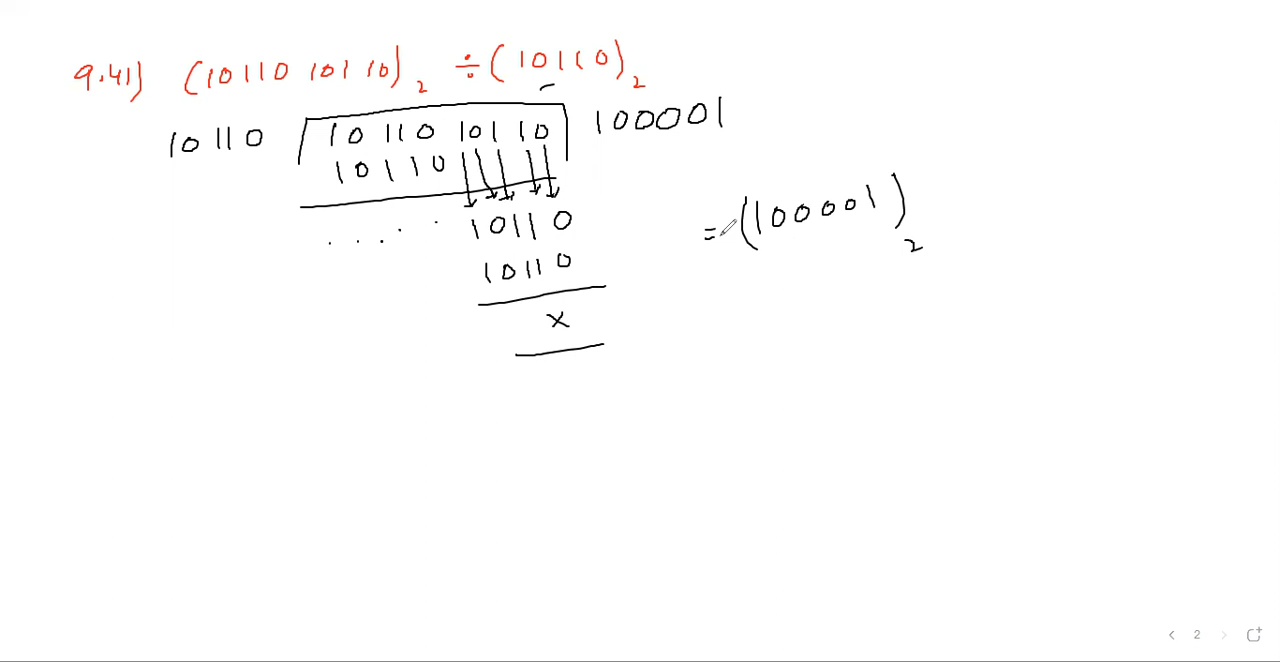 9.41) (10110 10110)₂ ÷ (10110)₂
10110 10110 10110 100001
10110
. . . . . 10110
= (100001)₂
10110
x
2